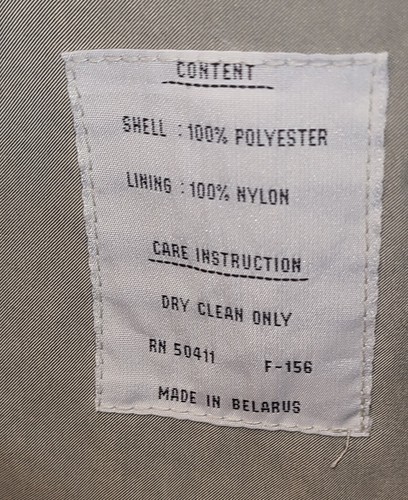 CONTENT
SHELL : 100% POLYESTER
LINING : 100% NYLON
CARE INSTRUCTION
DRY CLEAN ONLY
RN 50411 F-156
MADE IN BELARUS